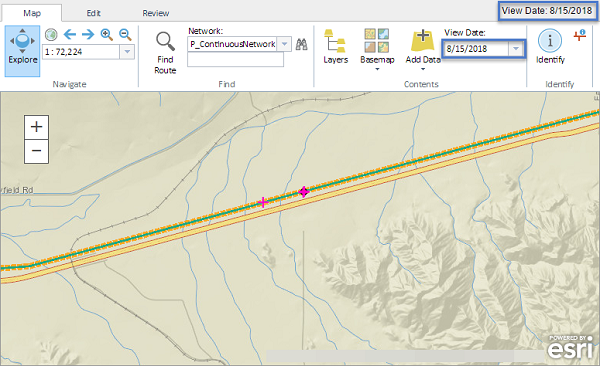 Map Edit Review View Date: 8/15/2018
Network: View Date:
1 : 72,224 P_ContinuousNetwork 8/15/2018
Explore Find Route Layers Basemap Add Data Identify
Navigate Find Contents Identify
+
−
yfield Rd
POWERED BY
esri